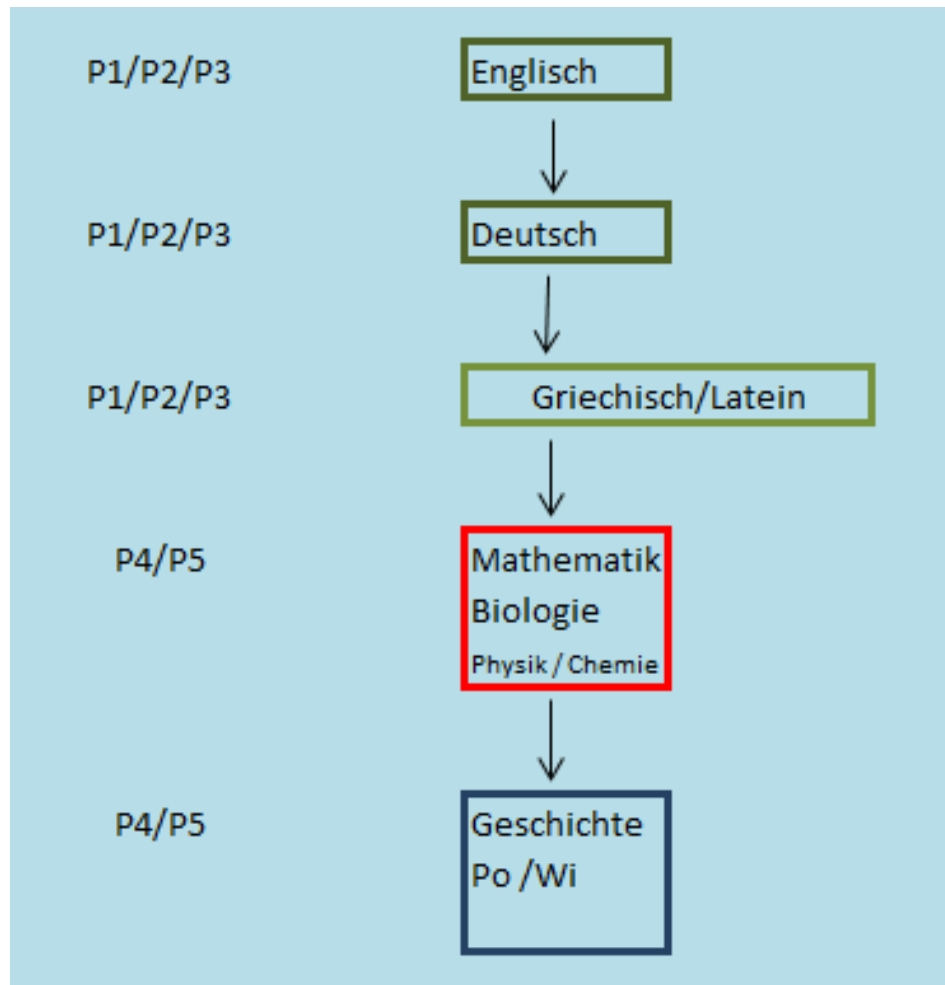 P1/P2/P3 Englisch
P1/P2/P3 Deutsch
P1/P2/P3 Griechisch/Latein
P4/P5 Mathematik
Biologie
Physik / Chemie
P4/P5 Geschichte
Po /Wi